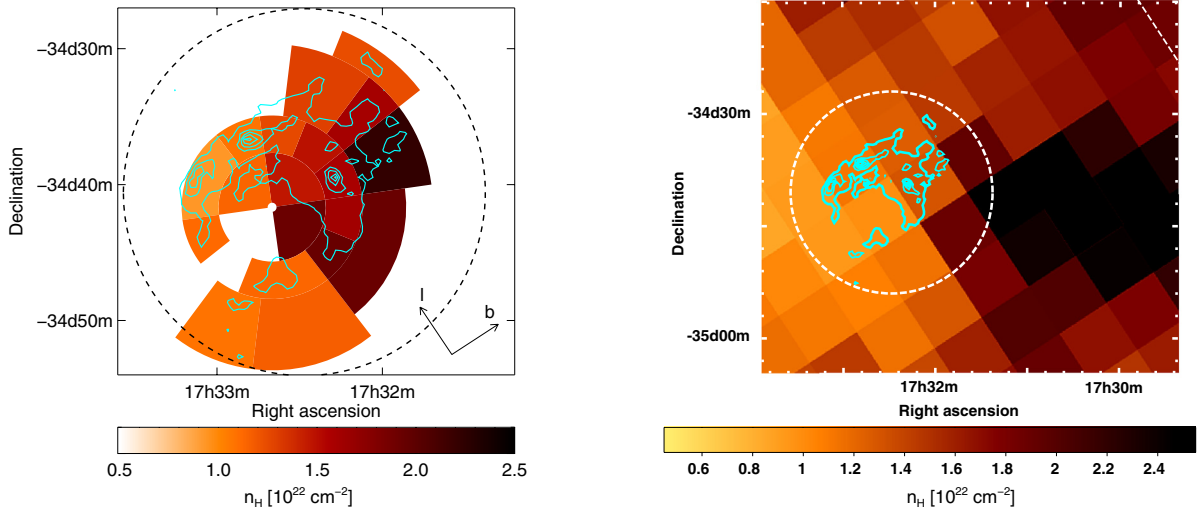 −34d30m
−34d40m
−34d50m
Declination
l
b
17h33m
17h32m
Right ascension
0.5
1.0
1.5
2.0
2.5
n_H [10^22 cm^−2]
-34d30m
-35d00m
Declination
17h32m
17h30m
Right ascension
0.6
0.8
1
1.2
1.4
1.6
1.8
2
2.2
2.4
n_H [10^22 cm^−2]